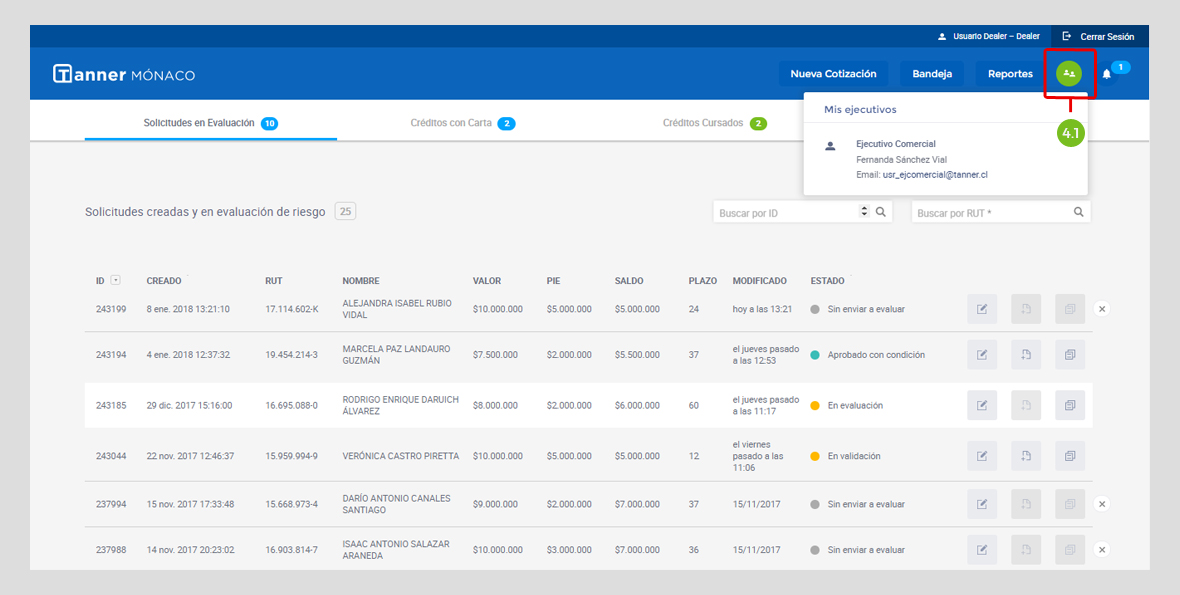 Usuario Dealer – Dealer
Cerrar Sesión
Tanner MÓNACO
Nueva Cotización
Bandeja
Reportes
1
Mis ejecutivos
4.1
Ejecutivo Comercial
Fernanda Sánchez Vial
Email: usr_ejcomercial@tanner.cl
Solicitudes en Evaluación 10
Créditos con Carta 2
Créditos Cursados 2
Solicitudes creadas y en evaluación de riesgo 25
Buscar por ID
Buscar por RUT *
ID CREADO RUT NOMBRE VALOR PIE SALDO PLAZO MODIFICADO ESTADO
243199 8 ene. 2018 13:21:10 17.114.602-K ALEJANDRA ISABEL RUBIO VIDAL $10.000.000 $5.000.000 $5.000.000 24 hoy a las 13:21 Sin enviar a evaluar
243194 4 ene. 2018 12:37:32 19.454.214-3 MARCELA PAZ LANDAURO GUZMÁN $7.500.000 $2.000.000 $5.500.000 37 el jueves pasado a las 12:53 Aprobado con condición
243185 29 dic. 2017 15:16:00 16.695.088-0 RODRIGO ENRIQUE DARUICH ÁLVAREZ $8.000.000 $2.000.000 $6.000.000 60 el jueves pasado a las 11:17 En evaluación
243044 22 nov. 2017 12:46:37 15.959.994-9 VERÓNICA CASTRO PIRETTA $10.000.000 $5.000.000 $5.000.000 12 el viernes pasado a las 11:06 En validación
237994 15 nov. 2017 17:33:48 15.668.973-4 DARÍO ANTONIO CANALES SANTIAGO $9.000.000 $2.000.000 $7.000.000 37 15/11/2017 Sin enviar a evaluar
237988 14 nov. 2017 20:23:02 16.903.814-7 ISAAC ANTONIO SALAZAR ARANEDA $10.000.000 $3.000.000 $7.000.000 36 15/11/2017 Sin enviar a evaluar